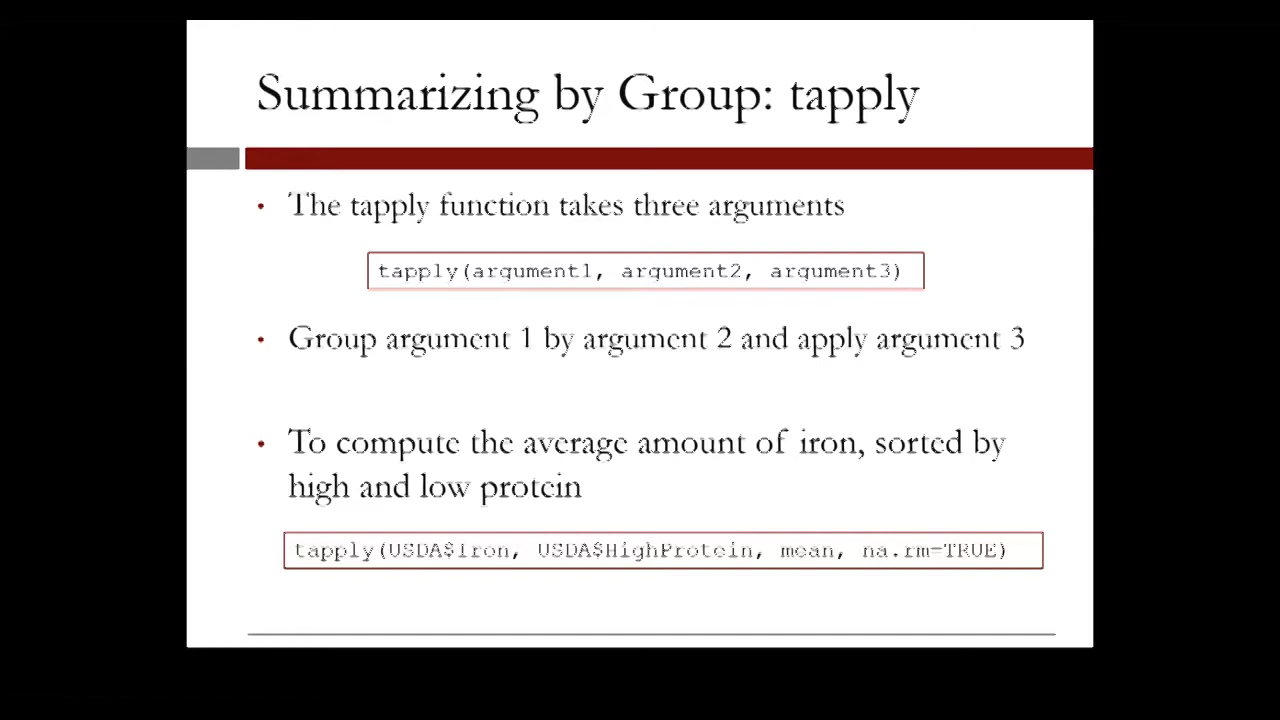 Summarizing by Group: tapply
• The tapply function takes three arguments
tapply(argument1, argument2, argument3)
• Group argument 1 by argument 2 and apply argument 3
• To compute the average amount of iron, sorted by
high and low protein
tapply(USDA$Iron, USDA$HighProtein, mean, na.rm=TRUE)